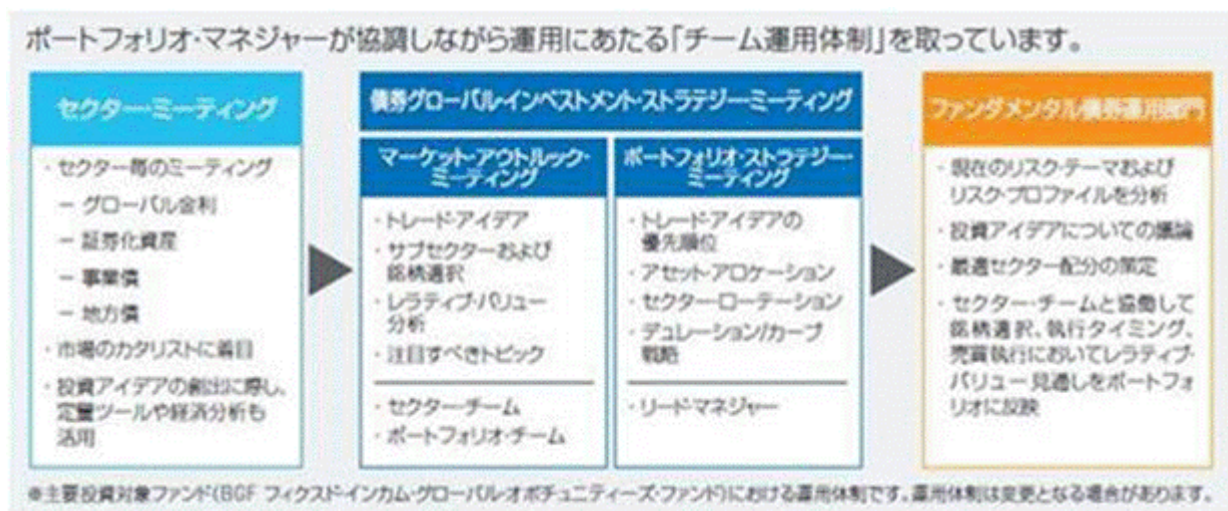 ポートフォリオ・マネジャーが協調しながら運用にあたる「チーム運用体制」を取っています。
セクター・ミーティング
・セクター毎のミーティング
－ グローバル金利
－ 証券化資産
－ 事業債
－ 地方債
・市場のカタリストに着目
・投資アイデアの創出に際し、
定量ツールや経済分析も
活用
債券グローバル・インベストメント・ストラテジー・ミーティング
マーケット・アウトルック・
ミーティング
・トレード・アイデア
・サブセクターおよび
銘柄選択
・レラティブ・バリュー
分析
・注目すべきトピック
・セクター・チーム
・ポートフォリオ・チーム
ポートフォリオ・ストラテジー・
ミーティング
・トレード・アイデアの
優先順位
・アセット・アロケーション
・セクター・ローテーション
・デュレーション/カーブ
戦略
・リード・マネジャー
ファンダメンタル債券運用部門
・現在のリスク・テーマおよび
リスク・プロファイルを分析
・投資アイデアについての議論
・最適セクター配分の策定
・セクター・チームと協働して
銘柄選択、執行タイミング、
売買執行においてレラティブ・
バリュー見通しをポートフォ
リオに反映
※主要投資対象ファンド(BGF フィクスド・インカム・グローバル・オポチュニティーズ・ファンド)における運用体制です。運用体制は変更となる場合があります。